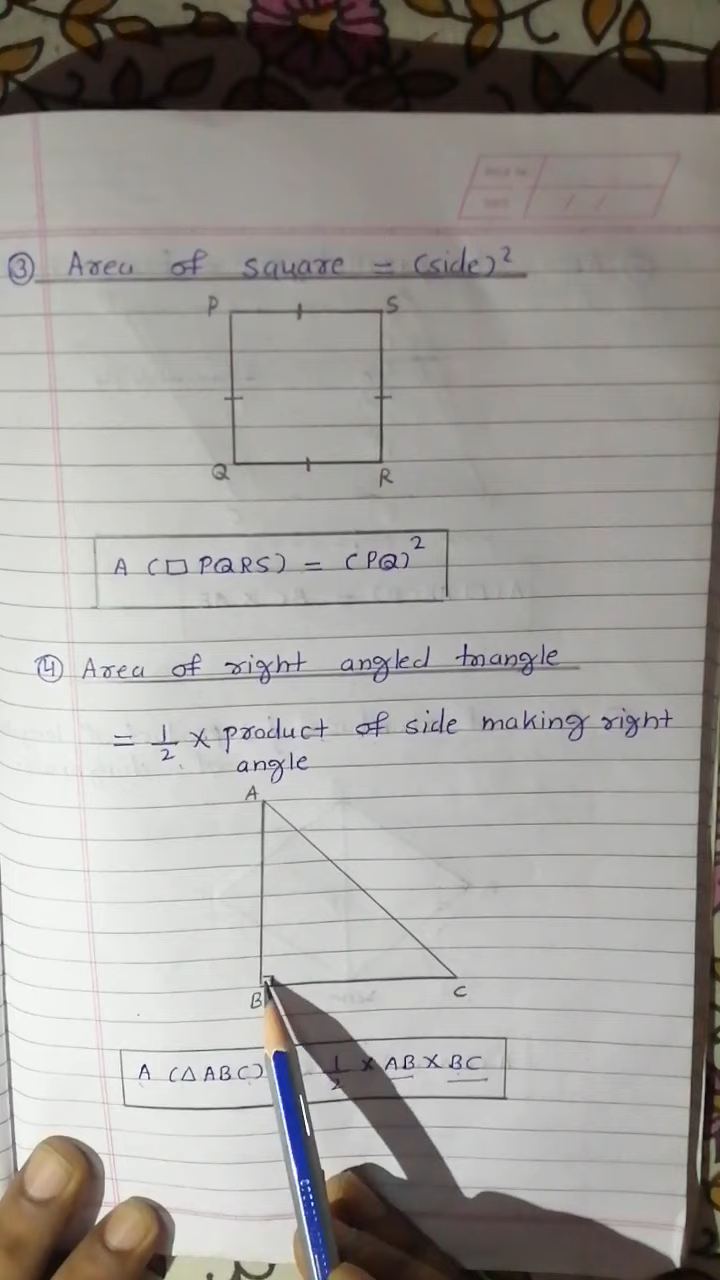 ③ Area of square = (side)²
P S
Q R
A (□ PQRS) = (PQ)²
④ Area of right angled triangle
= 1/2 × product of side making right
angle
A
B C
A (△ ABC) 1/2 × AB × BC